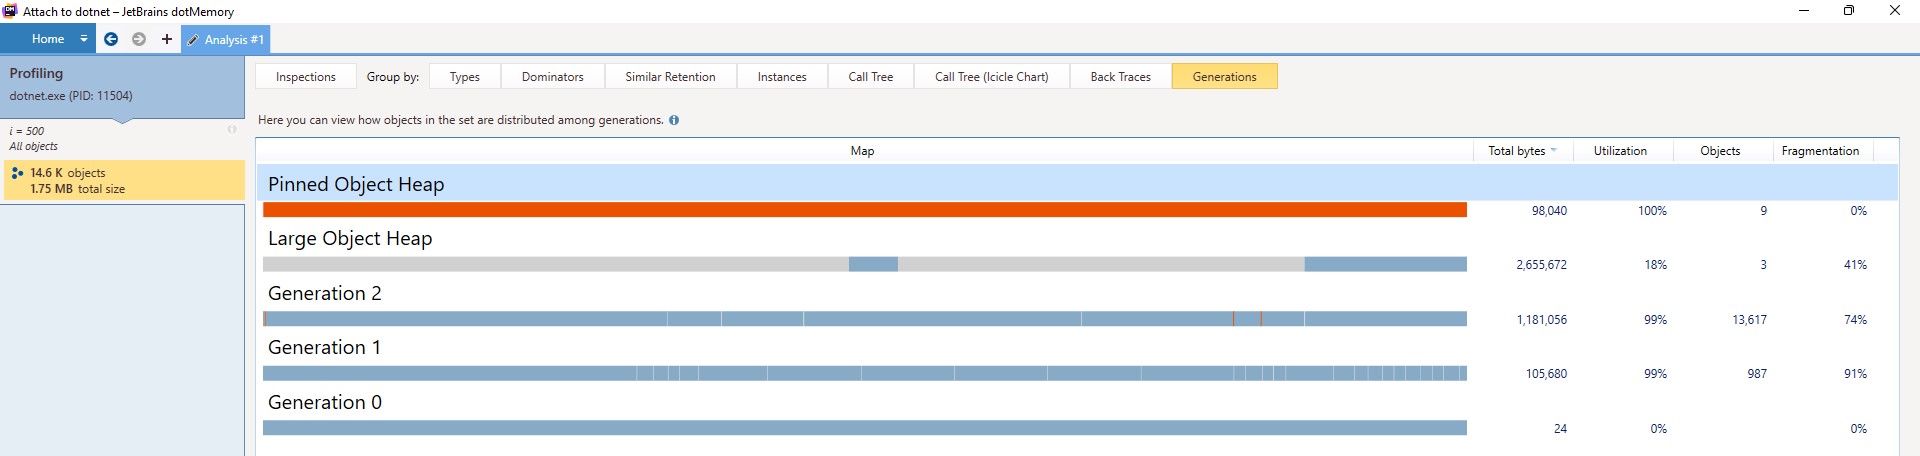 Attach to dotnet – JetBrains dotMemory
Home
Analysis #1
Profiling
dotnet.exe (PID: 11504)
i = 500
All objects
14.6 K objects
1.75 MB total size
Inspections Group by: Types Dominators Similar Retention Instances Call Tree Call Tree (Icicle Chart) Back Traces Generations
Here you can view how objects in the set are distributed among generations.
Map Total bytes Utilization Objects Fragmentation
Pinned Object Heap
98,040 100% 9 0%
Large Object Heap
2,655,672 18% 3 41%
Generation 2
1,181,056 99% 13,617 74%
Generation 1
105,680 99% 987 91%
Generation 0
24 0% 0%